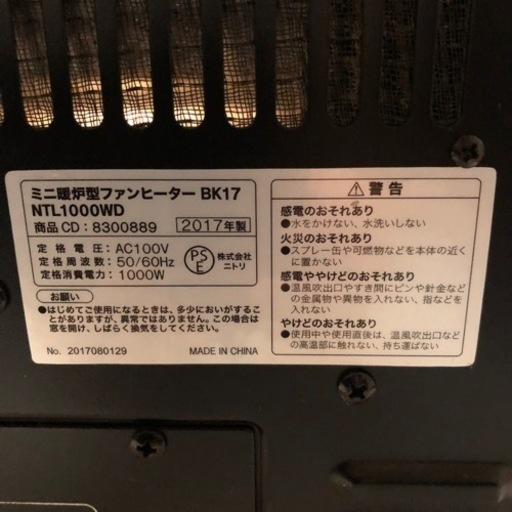 ミニ暖炉型ファンヒーター BK17
NTL1000WD
商品 CD：8300889 2017年製
定格電圧：AC100V
定格周波数：50/60Hz
定格消費電力：1000W
PSE
株式会社
ニトリ
お願い
●はじめてご使用になるときは、多少においがするこ
とがありますが、異常ではありません。この場合は
窓を開け、しばらく換気をしてください。
No. 2017080129 MADE IN CHINA
⚠警告
感電のおそれあり
●水をかけない、水洗いしない
火災のおそれあり
●スプレー缶や可燃物などを本体の近く
に置かない
感電ややけどのおそれあり
●温風吹出口やすき間にピンや針金など
の金属物や異物を入れない、指などを
入れない
やけどのおそれあり
●使用中や使用直後は、温風吹出口など
の高温部に触れない、持ち運ばない